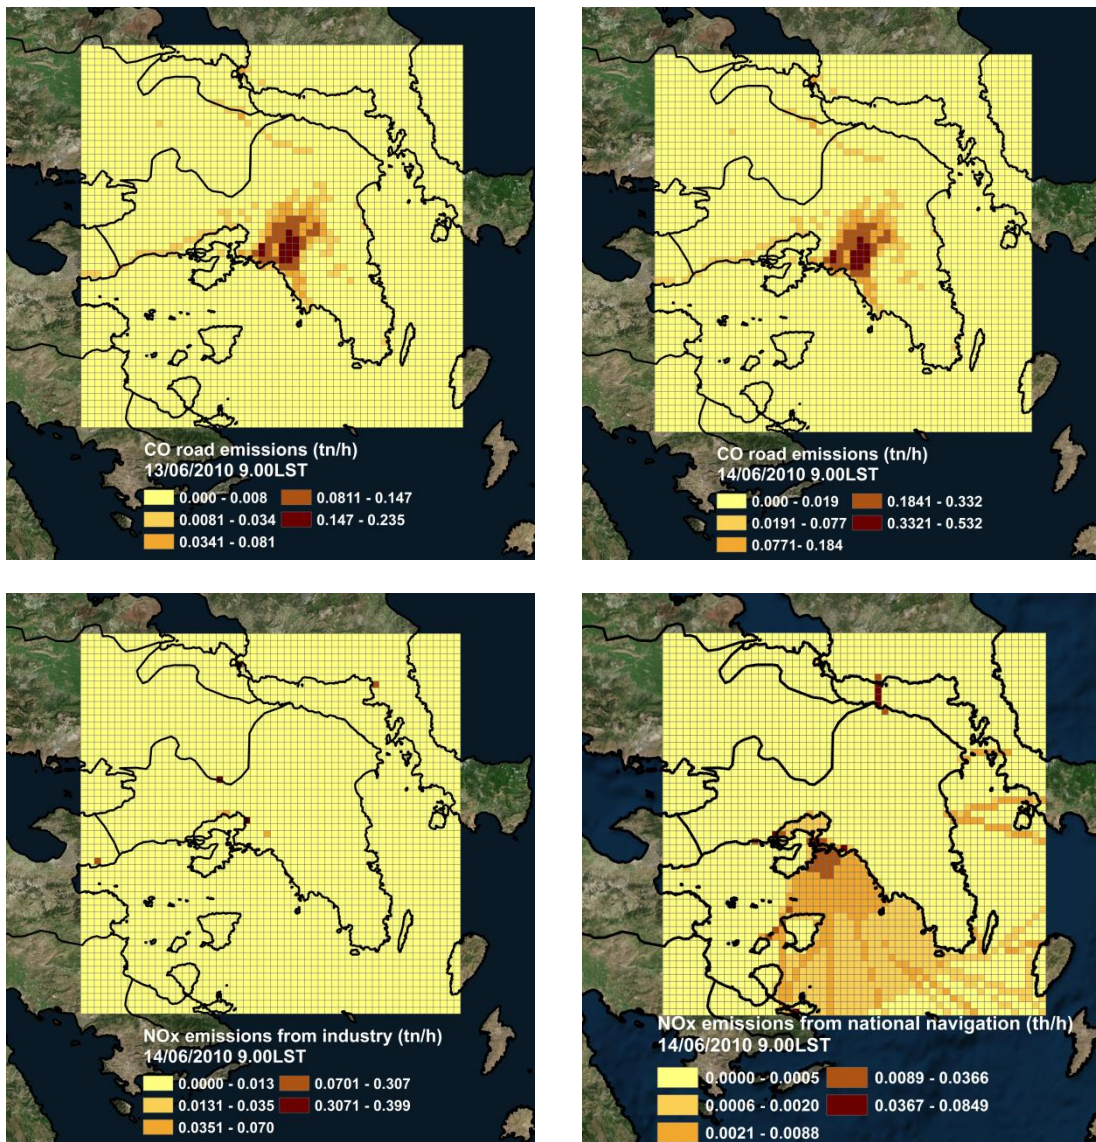 CO road emissions (tn/h)
13/06/2010 9.00LST
0.000 - 0.008
0.0811 - 0.147
0.0081 - 0.034
0.147 - 0.235
0.0341 - 0.081
CO road emissions (tn/h)
14/06/2010 9.00LST
0.000 - 0.019
0.1841 - 0.332
0.0191 - 0.077
0.3321 - 0.532
0.0771- 0.184
NOx emissions from industry (tn/h)
14/06/2010 9.00LST
0.0000 - 0.013
0.0701 - 0.307
0.0131 - 0.035
0.3071 - 0.399
0.0351 - 0.070
NOx emissions from national navigation (th/h)
14/06/2010 9.00LST
0.0000 - 0.0005
0.0089 - 0.0366
0.0006 - 0.0020
0.0367 - 0.0849
0.0021 - 0.0088